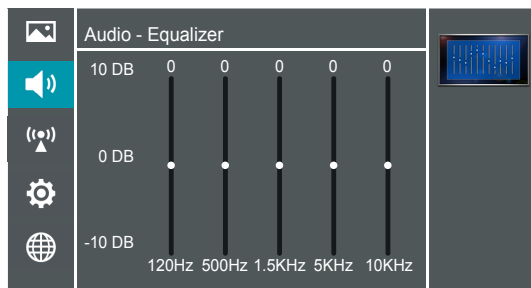 Audio - Equalizer
10 DB 0 0 0 0 0
0 DB
-10 DB
120Hz 500Hz 1.5KHz 5KHz 10KHz